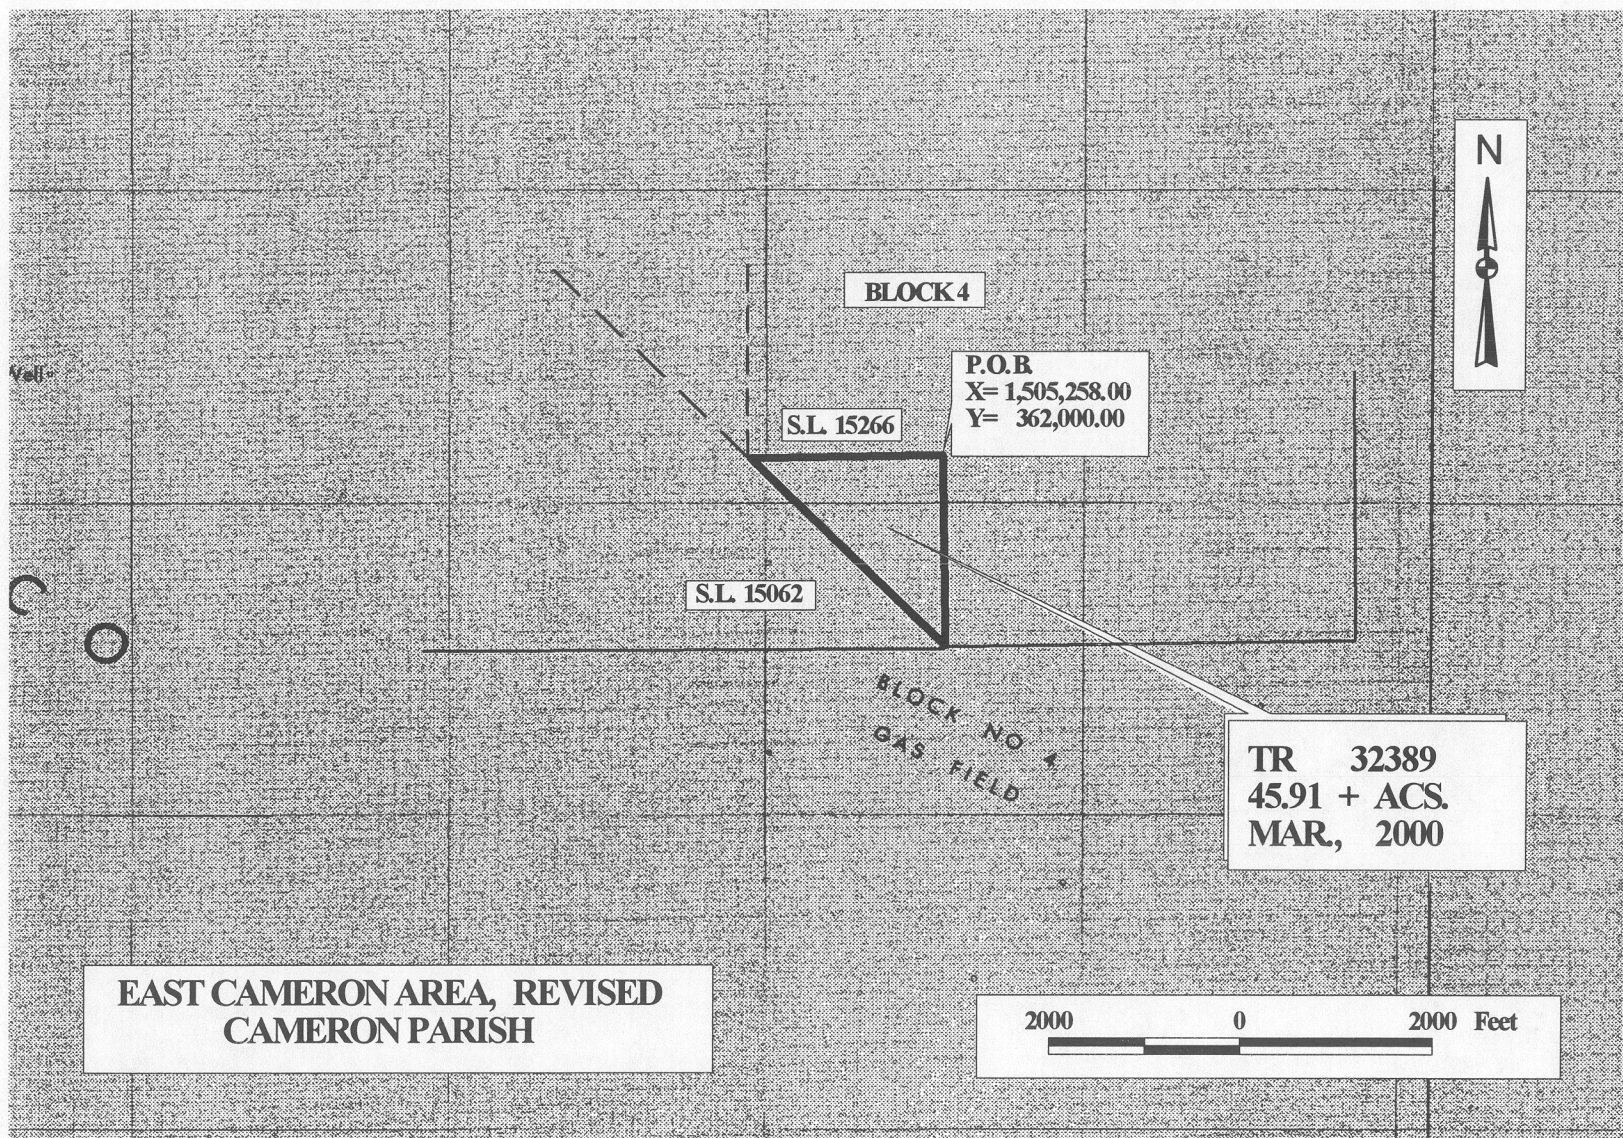 N
BLOCK 4
P.O.B.
X= 1,505,258.00
Y= 362,000.00
S.L. 15266
S.L. 15062
C
O
BLOCK NO 4
GAS FIELD
TR 32389
45.91 + ACS.
MAR., 2000
EAST CAMERON AREA, REVISED
CAMERON PARISH
2000 0 2000 Feet